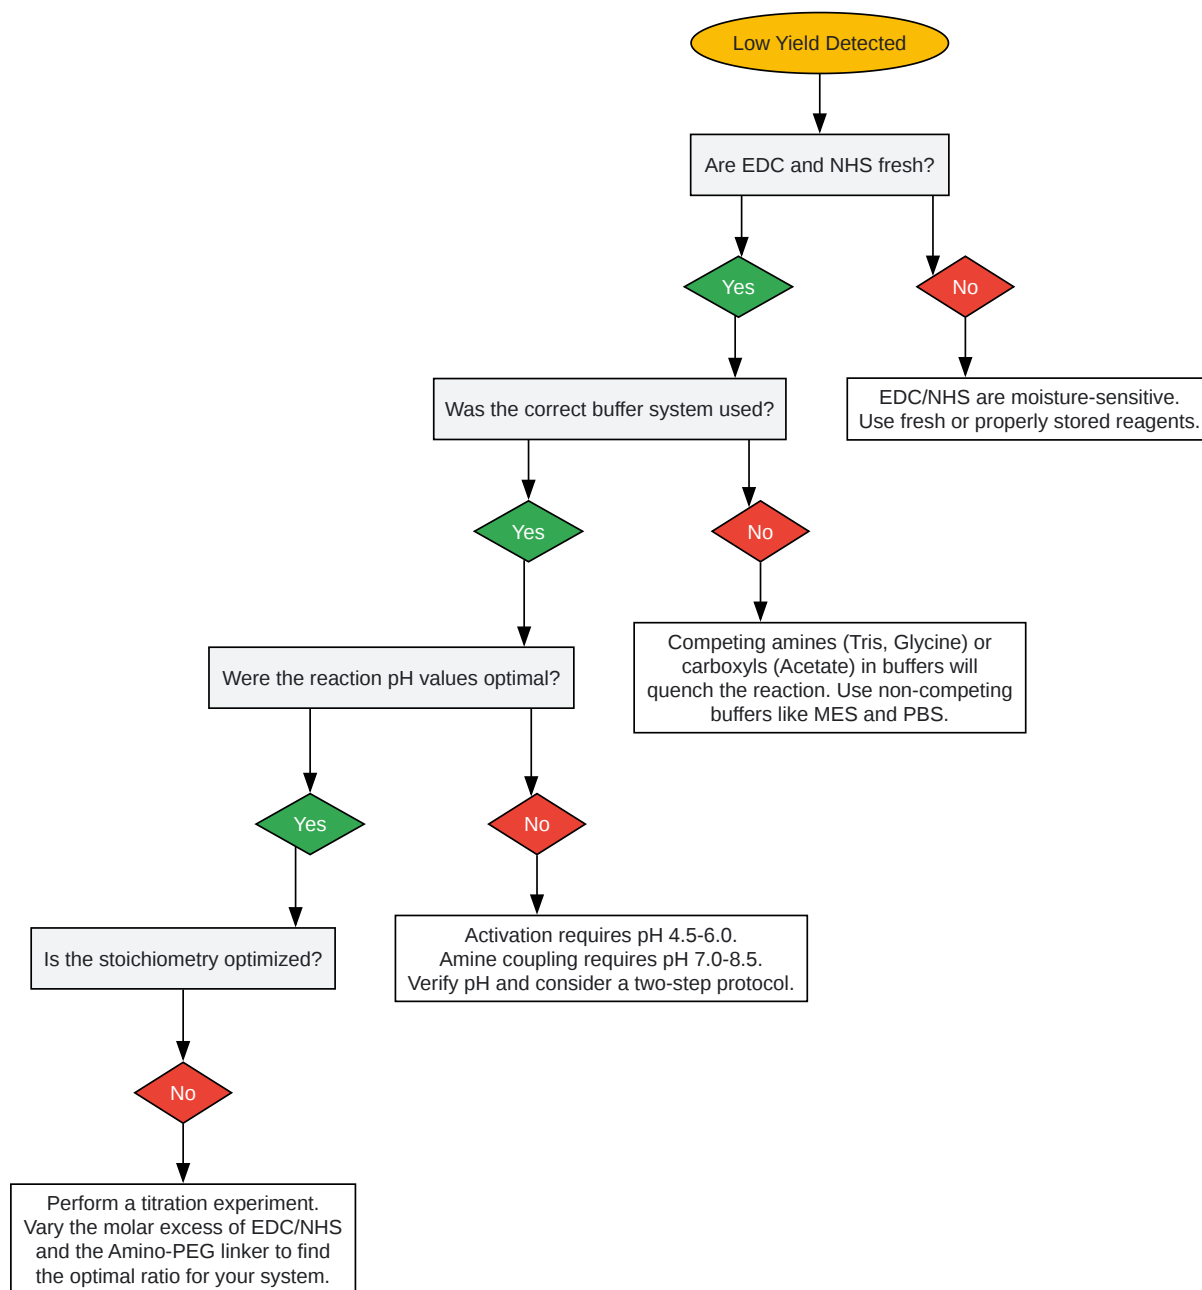 Low Yield Detected
Are EDC and NHS fresh?
Yes
No
Was the correct buffer system used?
EDC/NHS are moisture-sensitive.
Use fresh or properly stored reagents.
Yes
No
Were the reaction pH values optimal?
Competing amines (Tris, Glycine) or
carboxyls (Acetate) in buffers will
quench the reaction. Use non-competing
buffers like MES and PBS.
Yes
No
Is the stoichiometry optimized?
Activation requires pH 4.5-6.0.
Amine coupling requires pH 7.0-8.5.
Verify pH and consider a two-step protocol.
No
Perform a titration experiment.
Vary the molar excess of EDC/NHS
and the Amino-PEG linker to find
the optimal ratio for your system.